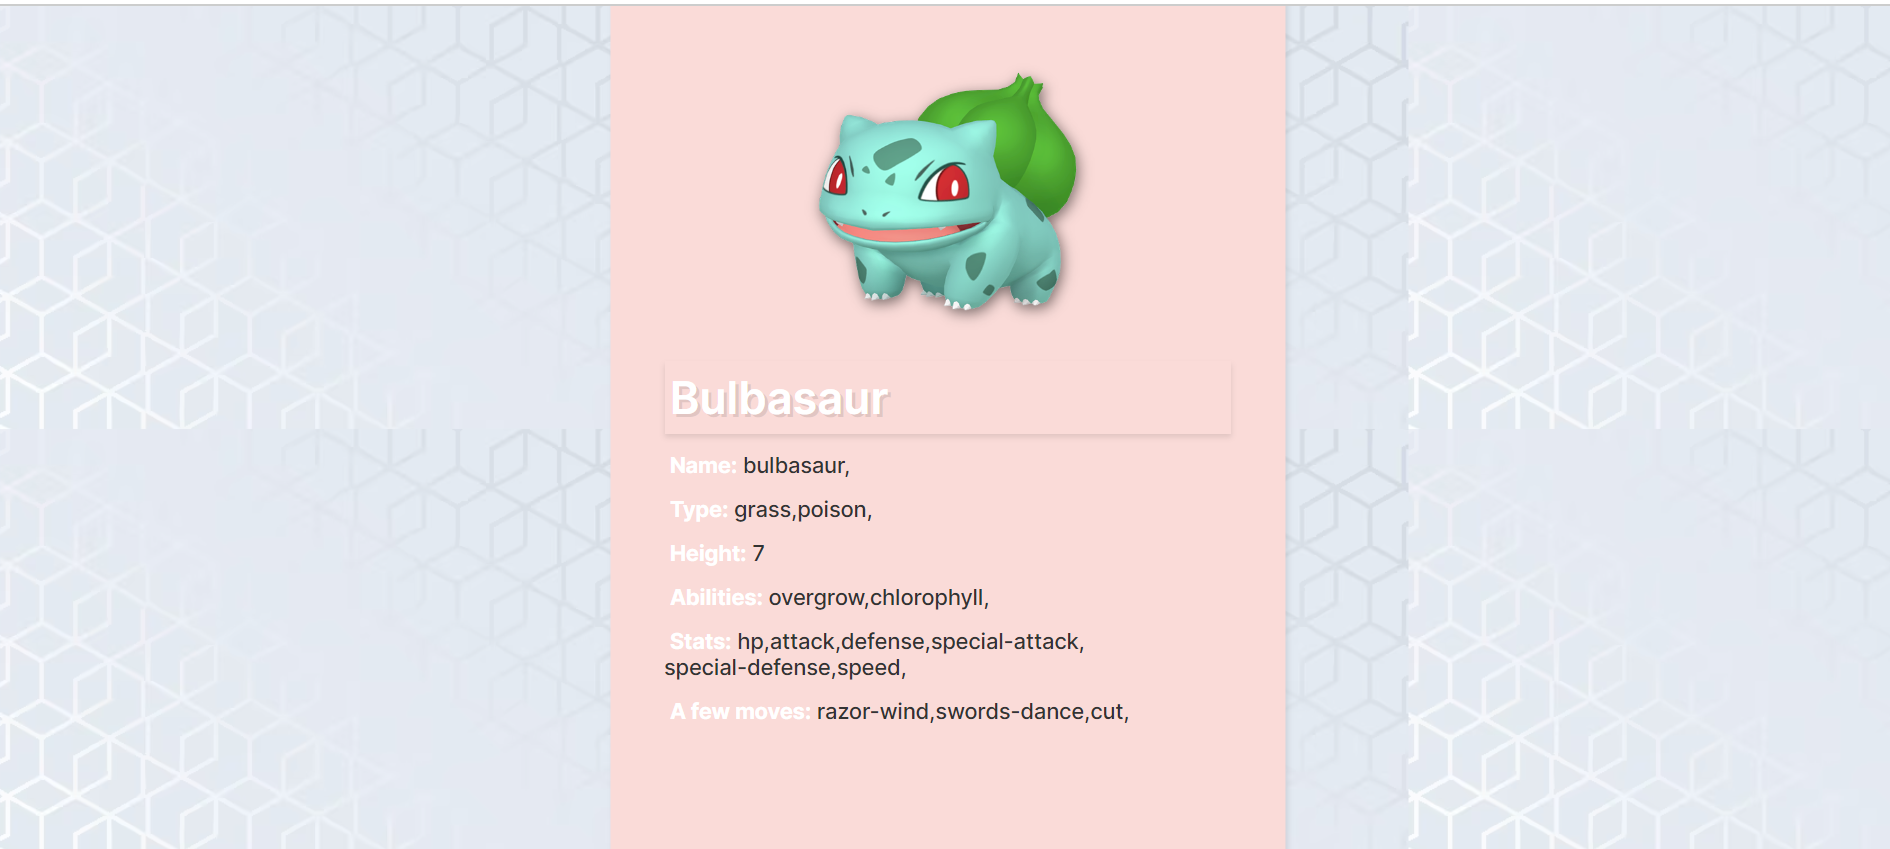 Bulbasaur
Name: bulbasaur,
Type: grass,poison,
Height: 7
Abilities: overgrow,chlorophyll,
Stats: hp,attack,defense,special-attack,
special-defense,speed,
A few moves: razor-wind,swords-dance,cut,